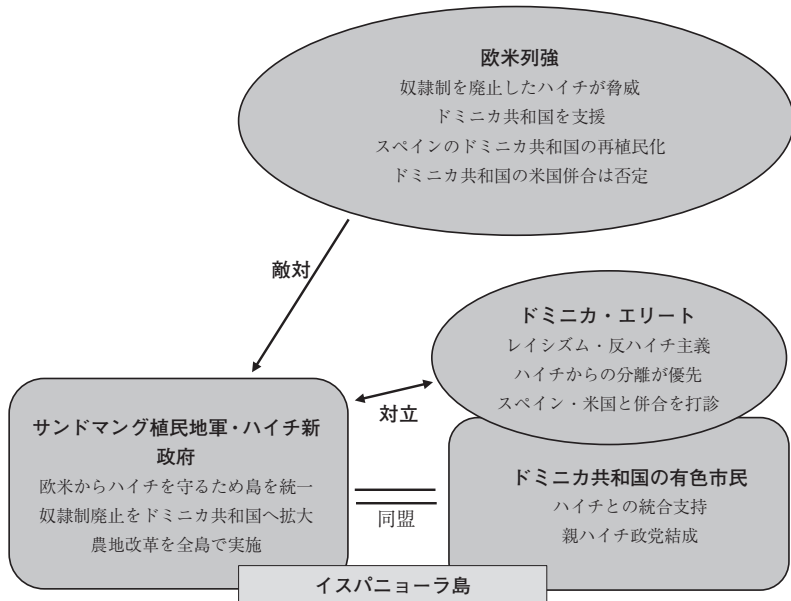 欧米列強
奴隷制を廃止したハイチが脅威
ドミニカ共和国を支援
スペインのドミニカ共和国の再植民化
ドミニカ共和国の米国併合は否定
敵対
ドミニカ・エリート
レイシズム・反ハイチ主義
ハイチからの分離が優先
スペイン・米国と併合を打診
対立
サンドマング植民地軍・ハイチ新
政府
欧米からハイチを守るため島を統一
奴隷制廃止をドミニカ共和国へ拡大
農地改革を全島で実施
同盟
ドミニカ共和国の有色市民
ハイチとの統合支持
親ハイチ政党結成
イスパニョーラ島